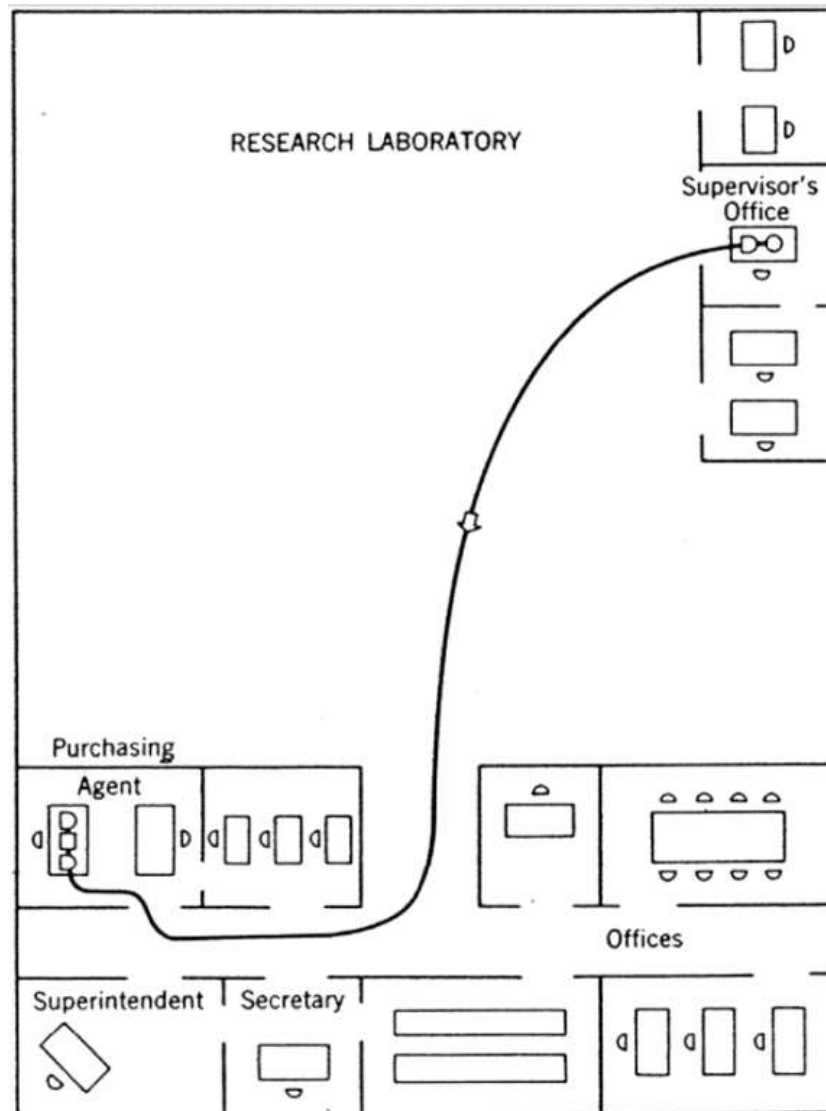 RESEARCH LABORATORY
Supervisor's
Office
Purchasing
Agent
Offices
Superintendent
Secretary